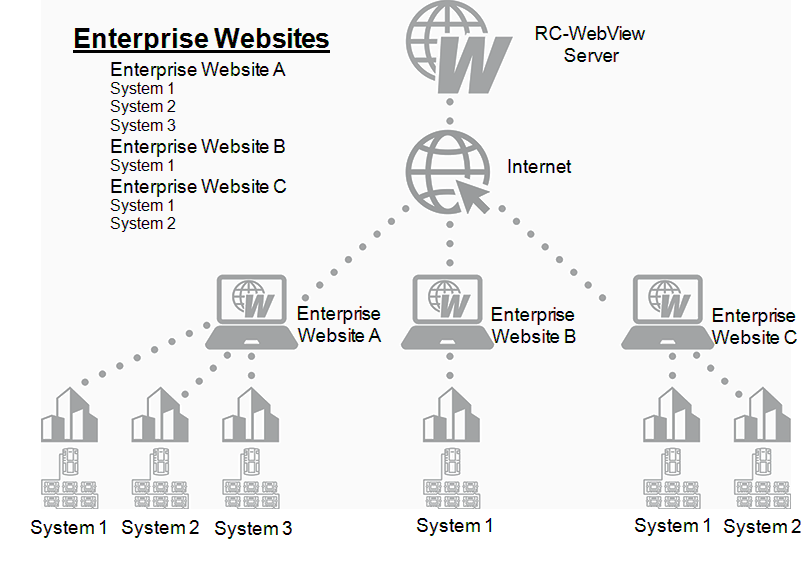 Enterprise Websites
Enterprise Website A
System 1
System 2
System 3
Enterprise Website B
System 1
Enterprise Website C
System 1
System 2
W
RC-WebView
Server
Internet
W
Enterprise
Website A
W
Enterprise
Website B
W
Enterprise
Website C
System 1
System 2
System 3
System 1
System 1
System 2